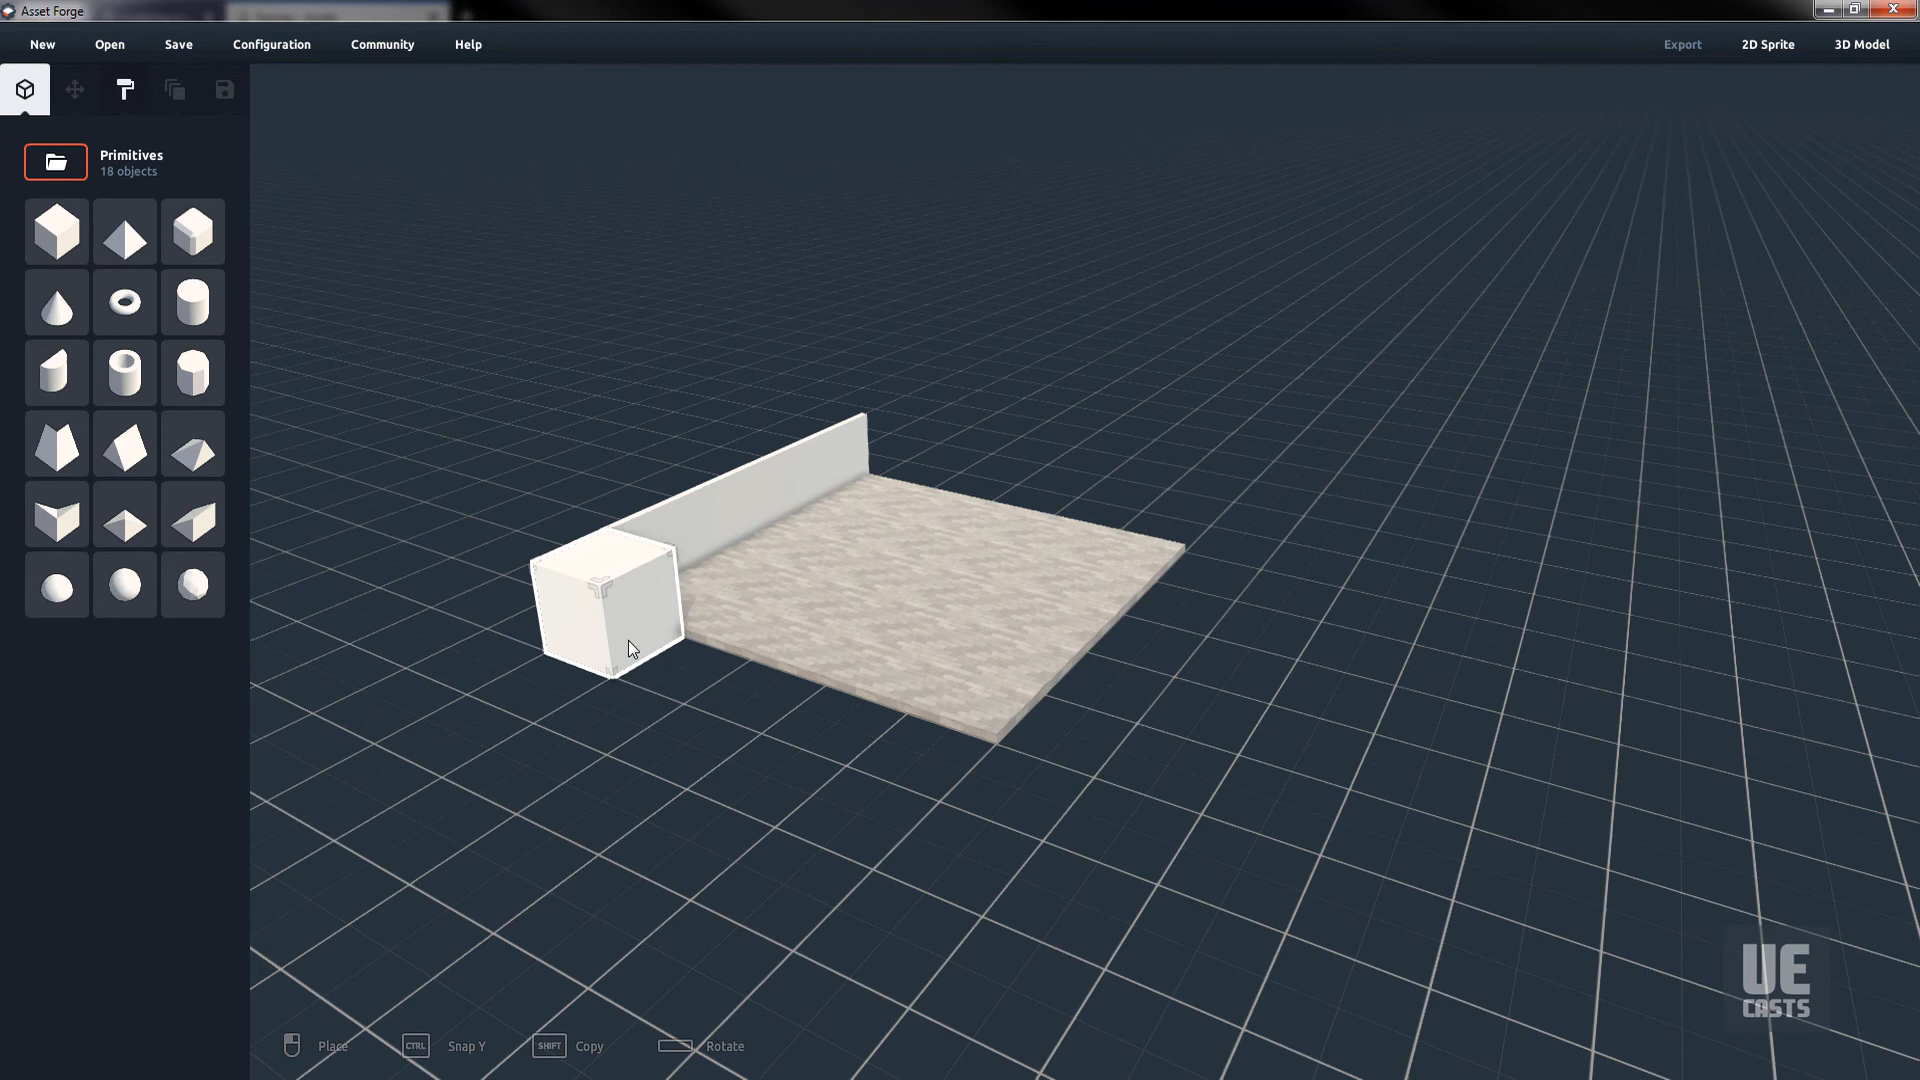 Asset Forge
New Open Save Configuration Community Help Export 2D Sprite 3D Model
Primitives
18 objects
UE
CASTS
Place CTRL Snap Y SHIFT Copy Rotate